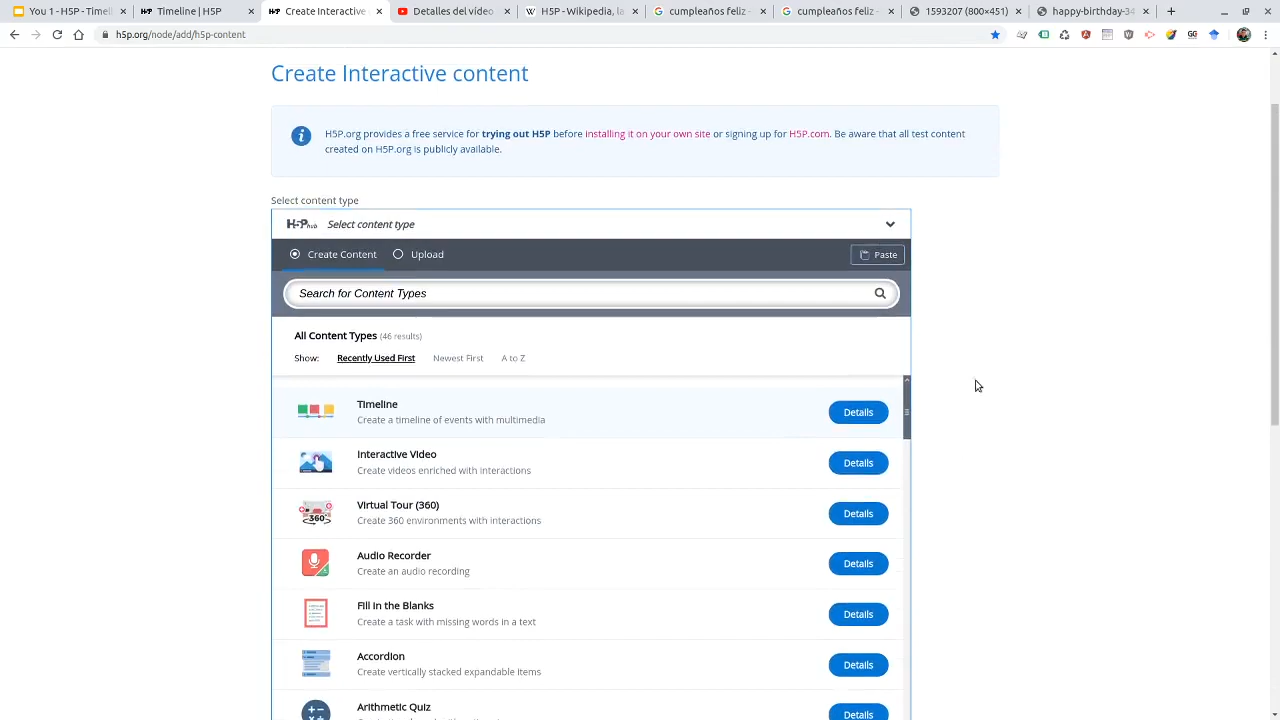 You 1 - H5P - Timel
Timeline | H5P
Create Interactive
Detalles del vídeo
H5P - Wikipedia, la
cumpleaños feliz -
cumpleaños feliz -
1593207 (800×451)
happy-birthday-34
h5p.org/node/add/h5p-content
Create Interactive content
H5P.org provides a free service for trying out H5P before installing it on your own site or signing up for H5P.com. Be aware that all test content
created on H5P.org is publicly available.
Select content type
H5P hub Select content type
Create Content
Upload
Paste
Search for Content Types
All Content Types (46 results)
Show: Recently Used First Newest First A to Z
Timeline
Create a timeline of events with multimedia
Details
Interactive Video
Create videos enriched with interactions
Details
Virtual Tour (360)
Create 360 environments with interactions
Details
360
Audio Recorder
Create an audio recording
Details
Fill in the Blanks
Create a task with missing words in a text
Details
Accordion
Create vertically stacked expandable items
Details
Arithmetic Quiz
Details